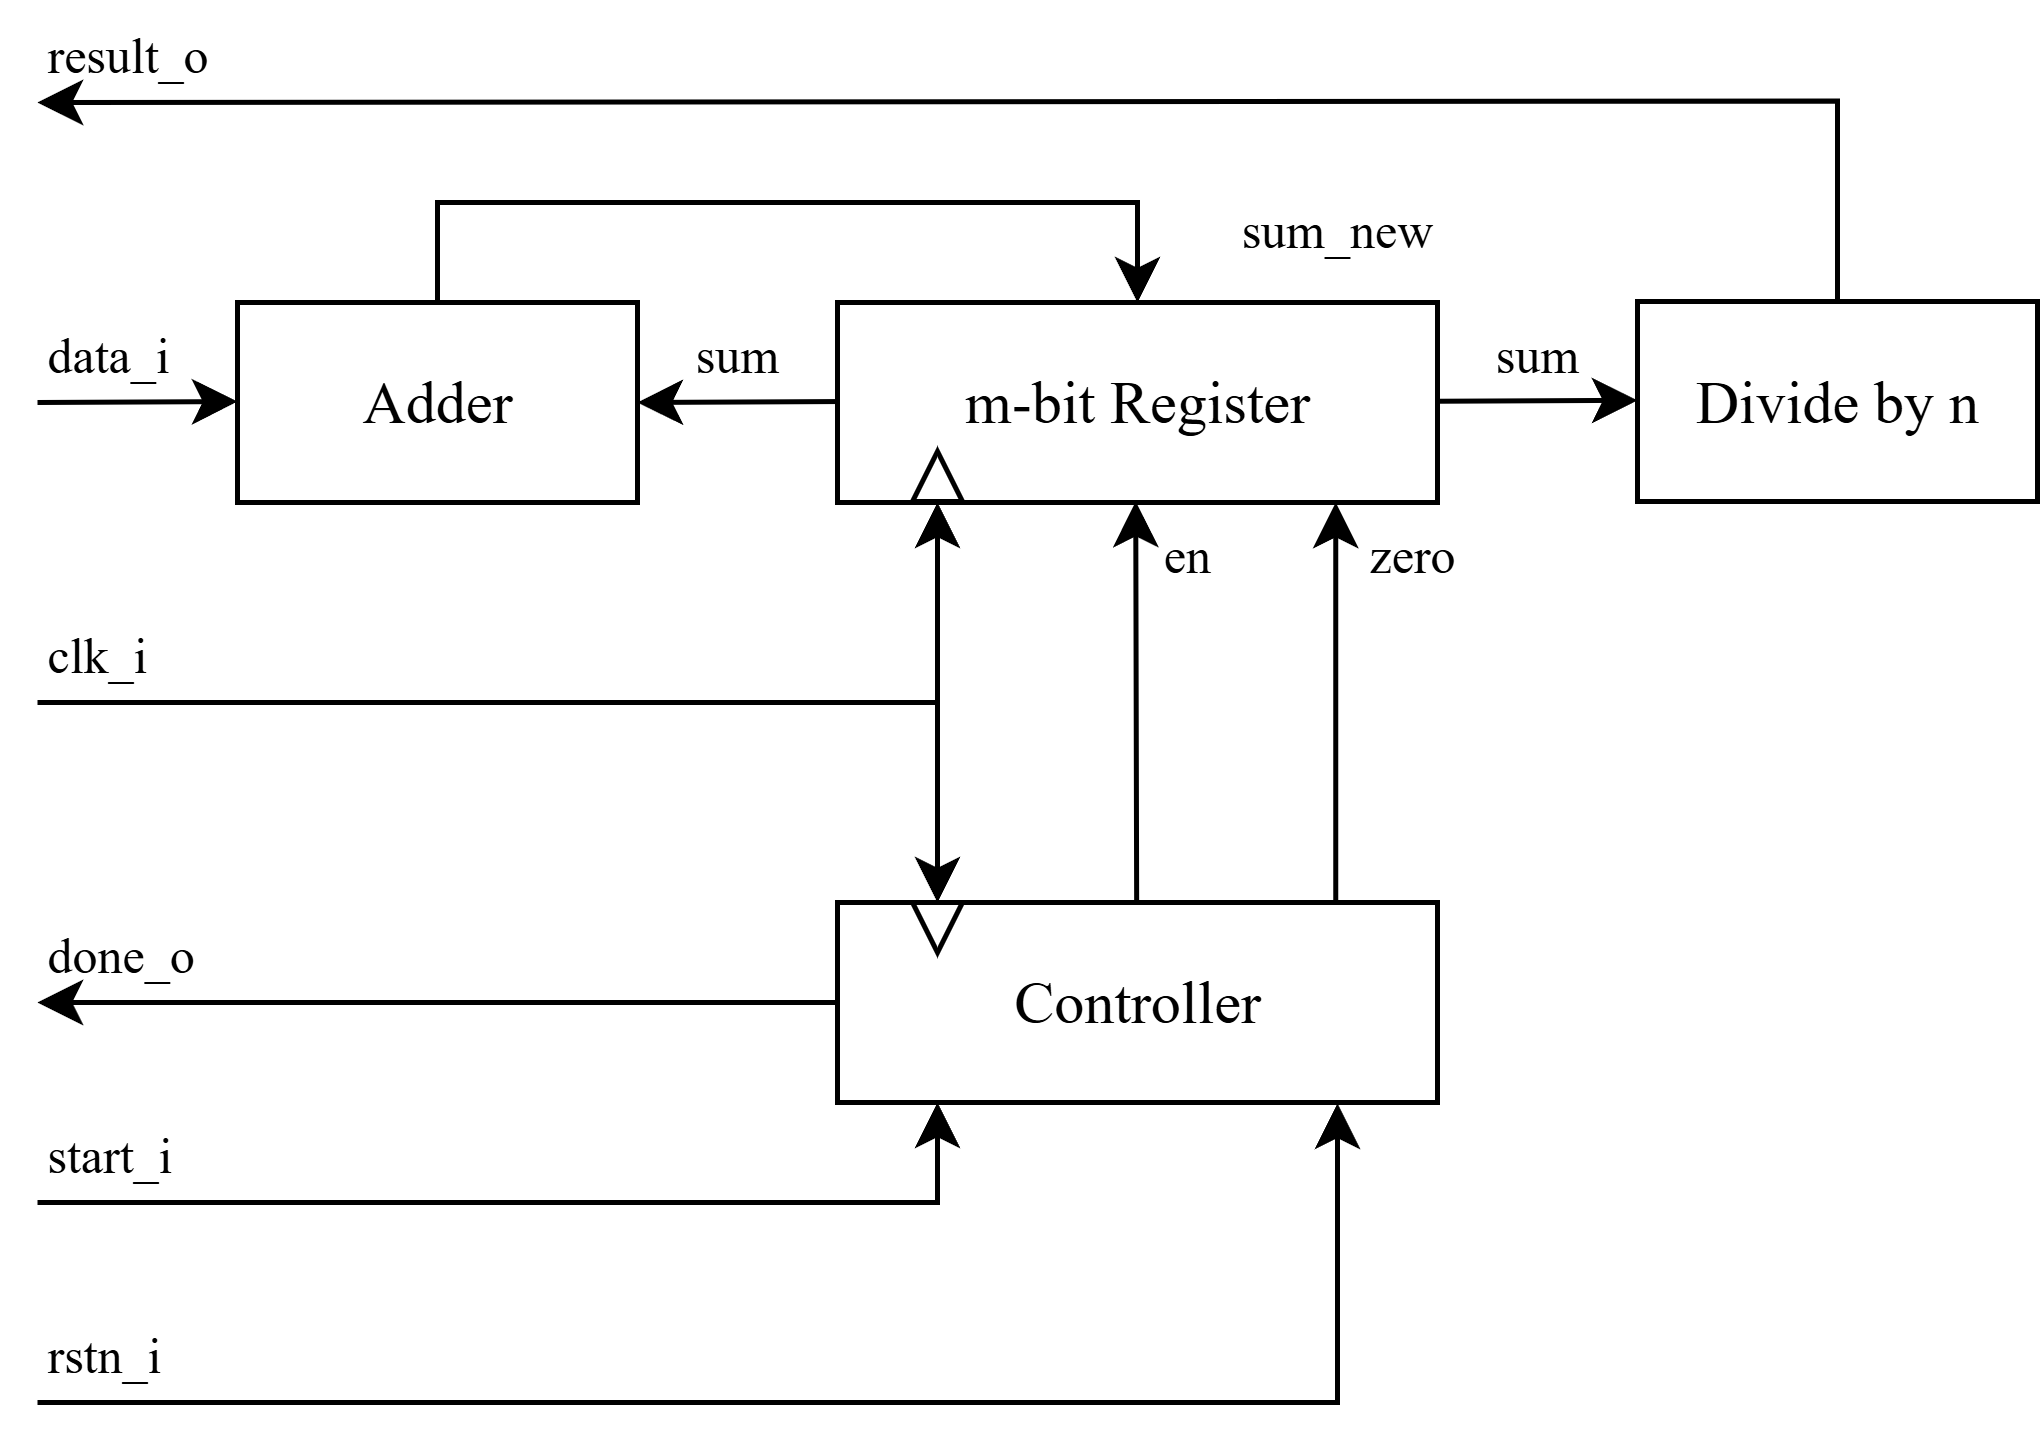 result_o
sum_new
data_i
Adder
sum
m-bit Register
sum
Divide by n
en
zero
clk_i
done_o
Controller
start_i
rstn_i